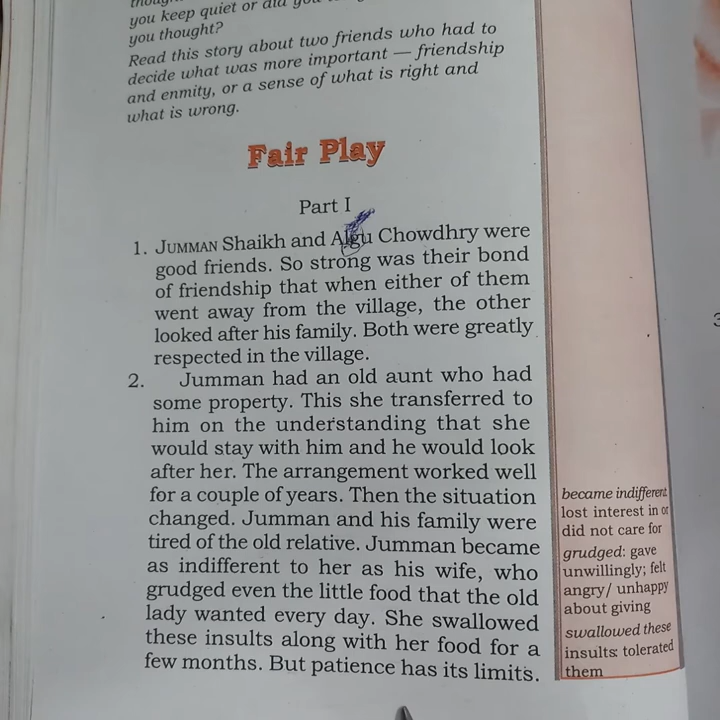 you keep quiet or did you
you thought?
Read this story about two friends who had to
decide what was more important — friendship
and enmity, or a sense of what is right and
what is wrong.
Fair Play
Part I
1. JUMMAN Shaikh and Algu Chowdhry were
good friends. So strong was their bond
of friendship that when either of them
went away from the village, the other
looked after his family. Both were greatly
respected in the village.
2. Jumman had an old aunt who had
some property. This she transferred to
him on the understanding that she
would stay with him and he would look
after her. The arrangement worked well
for a couple of years. Then the situation
changed. Jumman and his family were
tired of the old relative. Jumman became
as indifferent to her as his wife, who
grudged even the little food that the old
lady wanted every day. She swallowed
these insults along with her food for a
few months. But patience has its limits.
became indifferent
lost interest in or
did not care for
grudged: gave
unwillingly; felt
angry/ unhappy
about giving
swallowed these
insults: tolerated
them
3